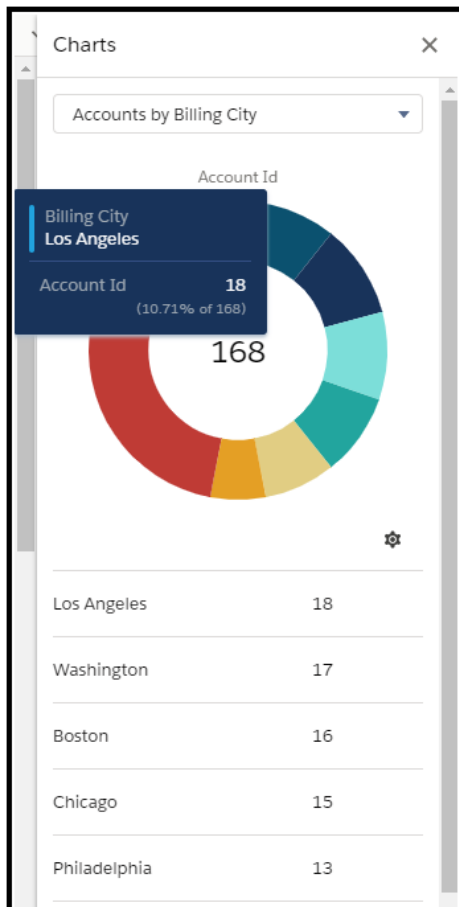 Charts
Accounts by Billing City
Account Id
Billing City
Los Angeles
Account Id 18
(10.71% of 168)
168
Los Angeles 18
Washington 17
Boston 16
Chicago 15
Philadelphia 13